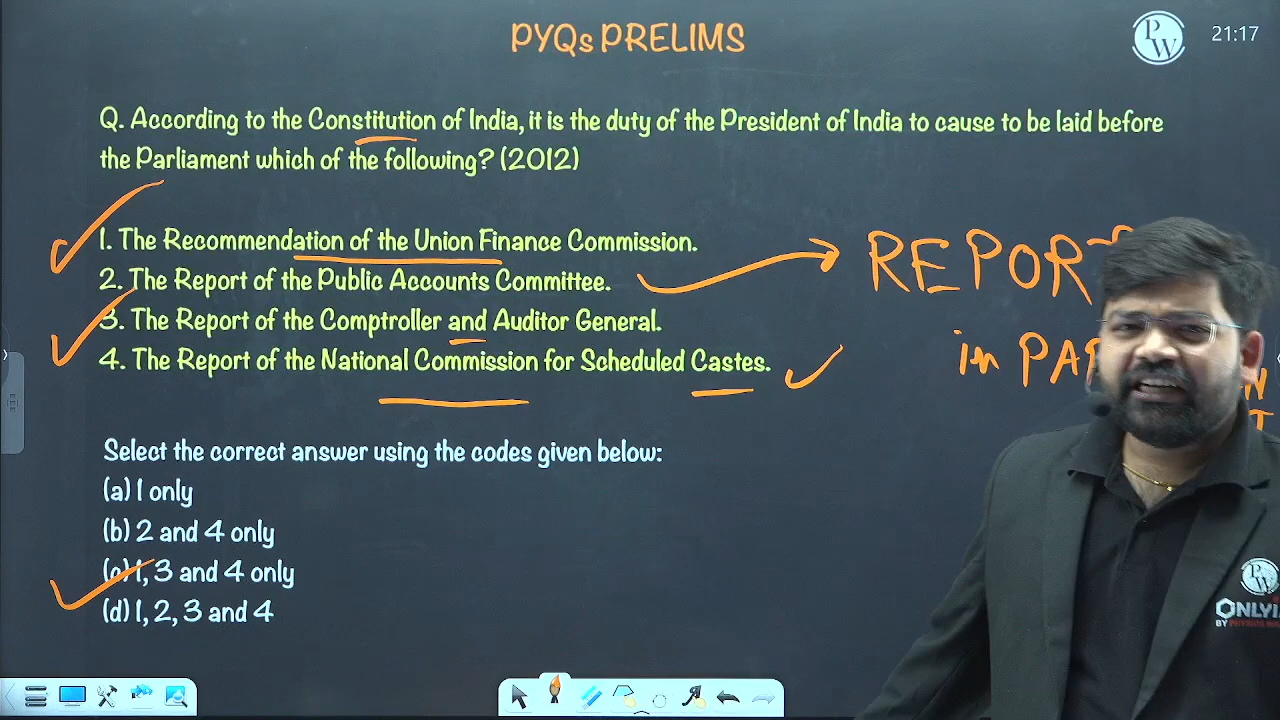 PYQs PRELIMS
PW
21:17
Q. According to the Constitution of India, it is the duty of the President of India to cause to be laid before
the Parliament which of the following? (2012)
1. The Recommendation of the Union Finance Commission.
2. The Report of the Public Accounts Committee.
3. The Report of the Comptroller and Auditor General.
4. The Report of the National Commission for Scheduled Castes.
REPORT
in
Select the correct answer using the codes given below:
(a) 1 only
(b) 2 and 4 only
(c) 1, 3 and 4 only
(d) 1, 2, 3 and 4
PW